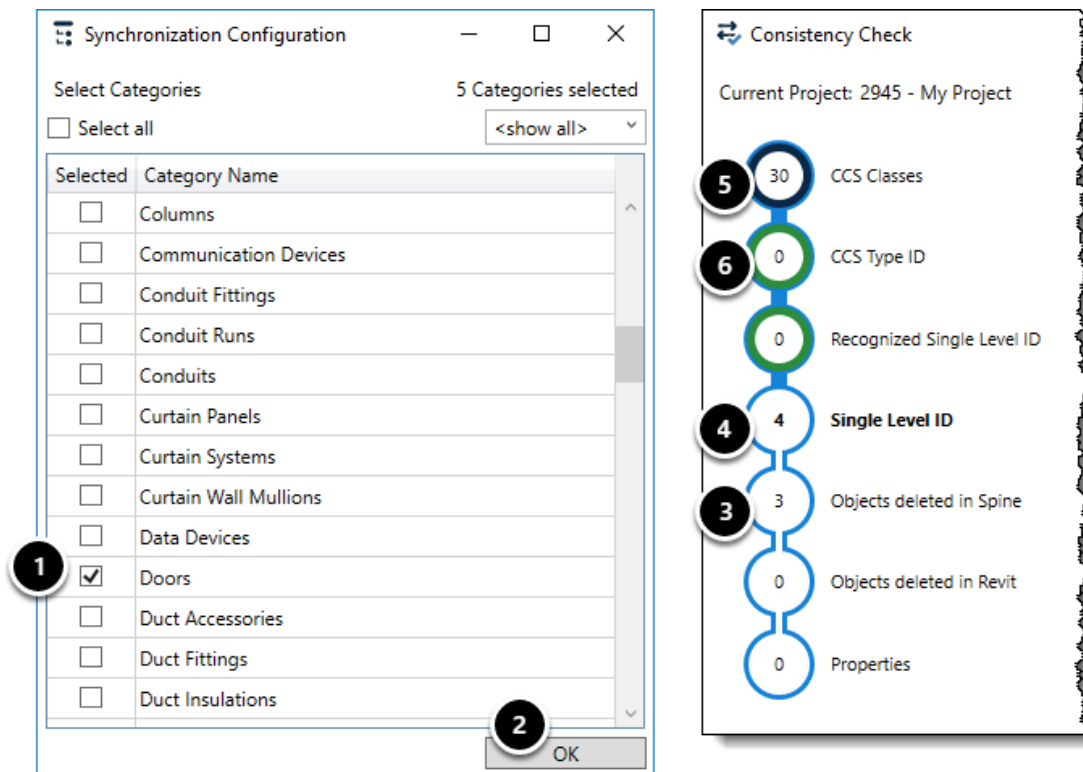 Synchronization Configuration
Select Categories 5 Categories selected
Select all <show all>
Selected Category Name
Columns
Communication Devices
Conduit Fittings
Conduit Runs
Conduits
Curtain Panels
Curtain Systems
Curtain Wall Mullions
Data Devices
1 Doors
Duct Accessories
Duct Fittings
Duct Insulations
2
OK
Consistency Check
Current Project: 2945 - My Project
5 30 CCS Classes
6 0 CCS Type ID
0 Recognized Single Level ID
4 4 Single Level ID
3 3 Objects deleted in Spine
0 Objects deleted in Revit
0 Properties